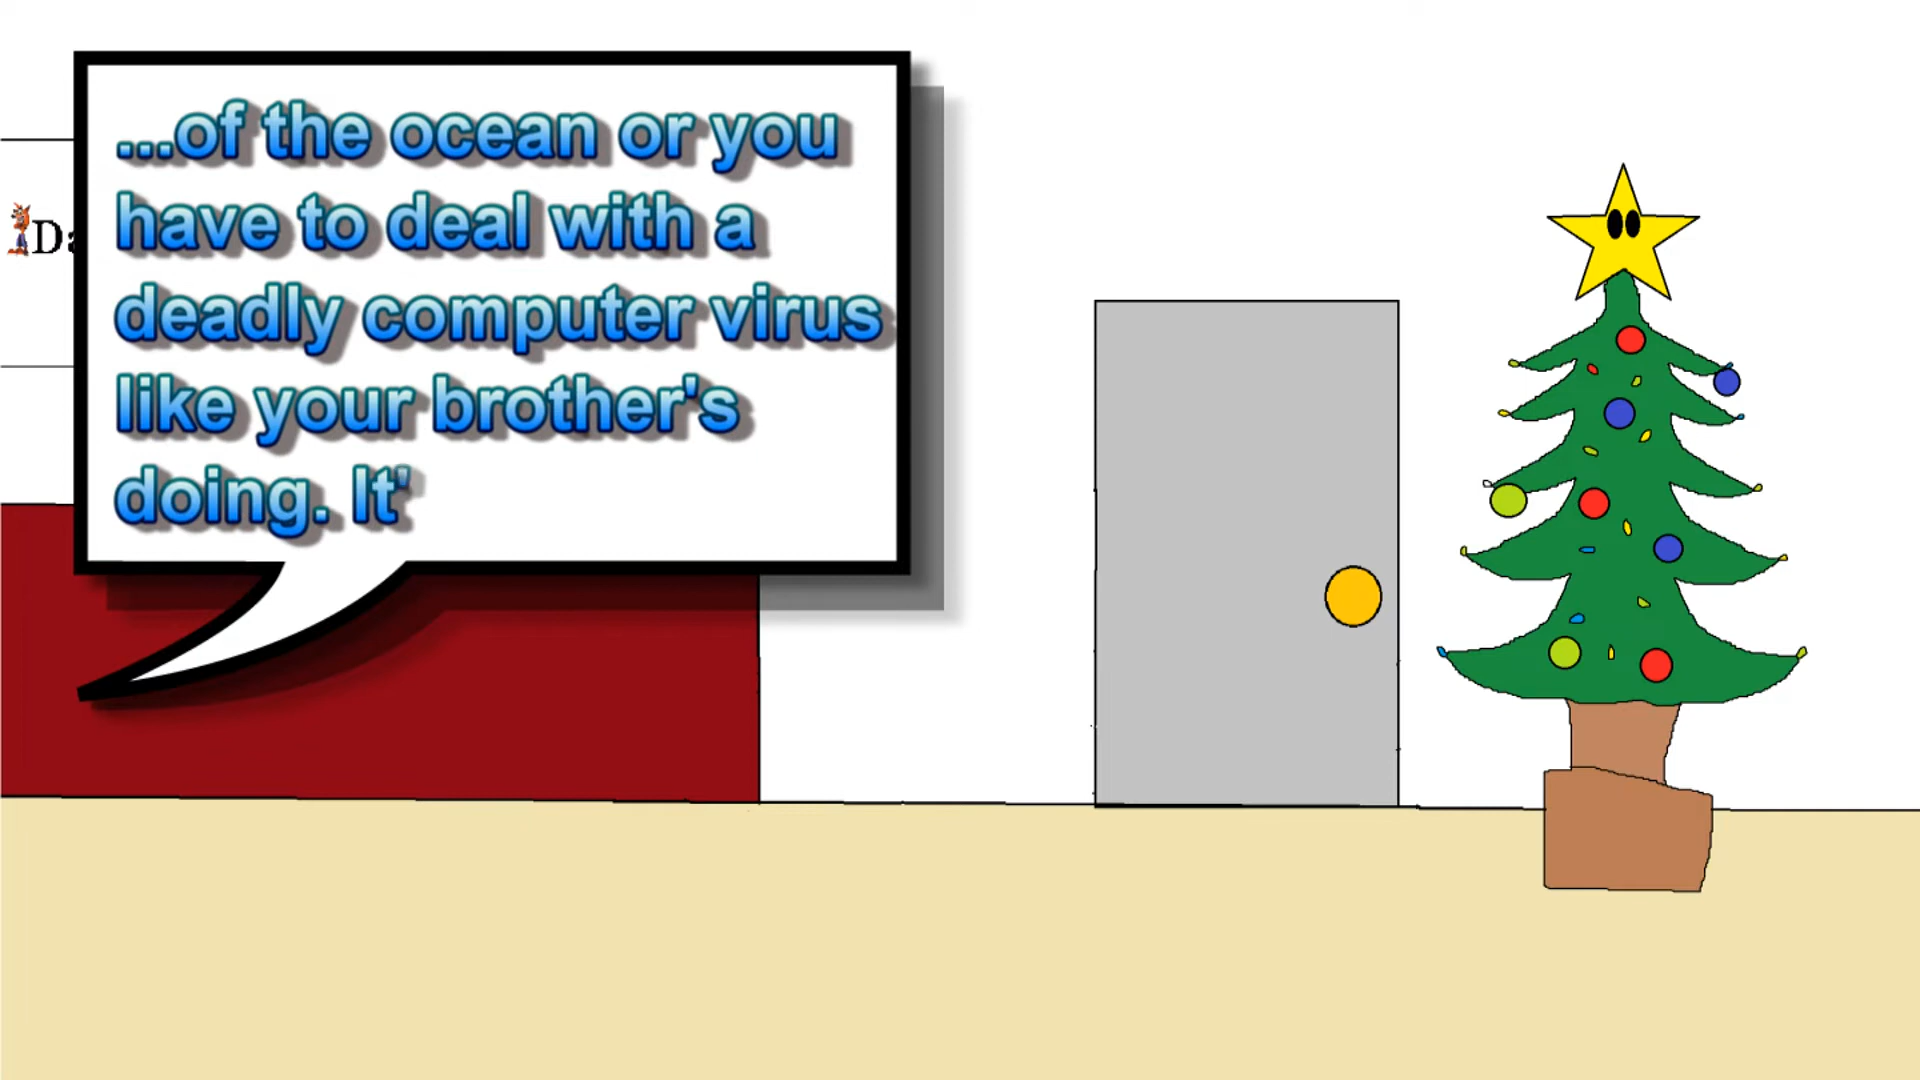 ...of the ocean or you
have to deal with a
deadly computer virus
like your brother's
doing. It'